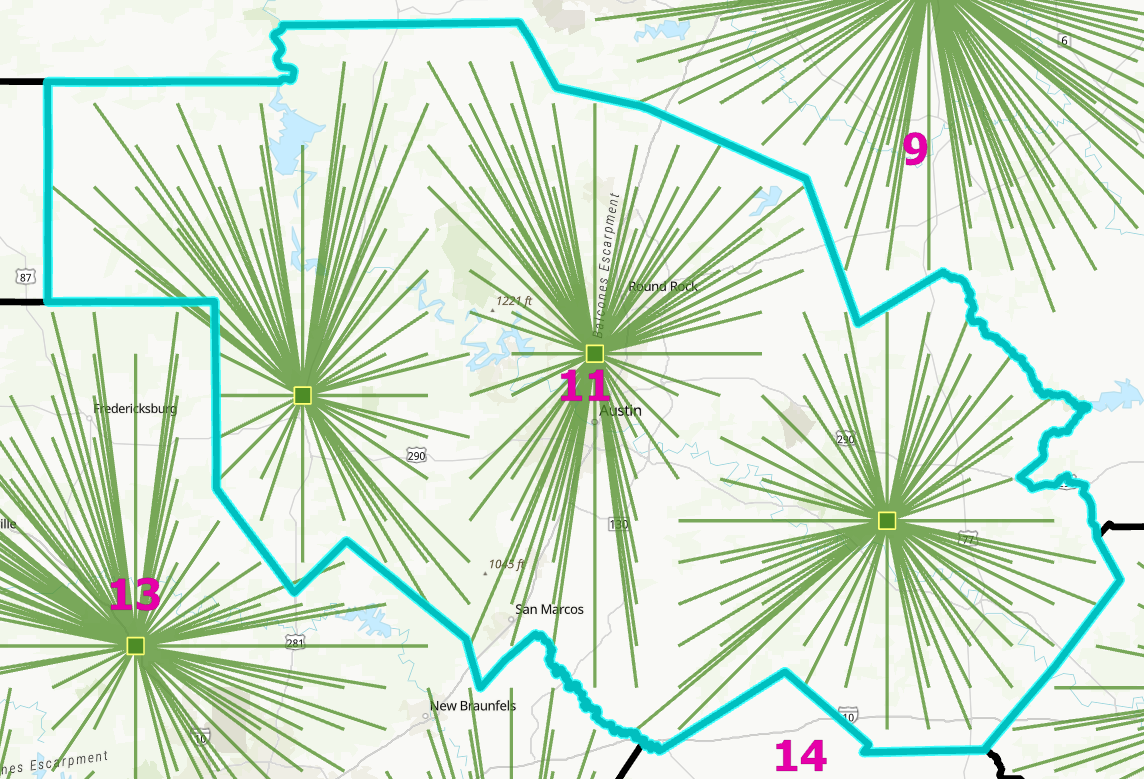 6
9
87
Balcones Escarpment
Round Rock
1221 ft
11
Fredericksburg
Austin
290
290
ille
130
77
1045 ft
13
San Marcos
281
New Braunfels
10
10
nes Escarpment
14